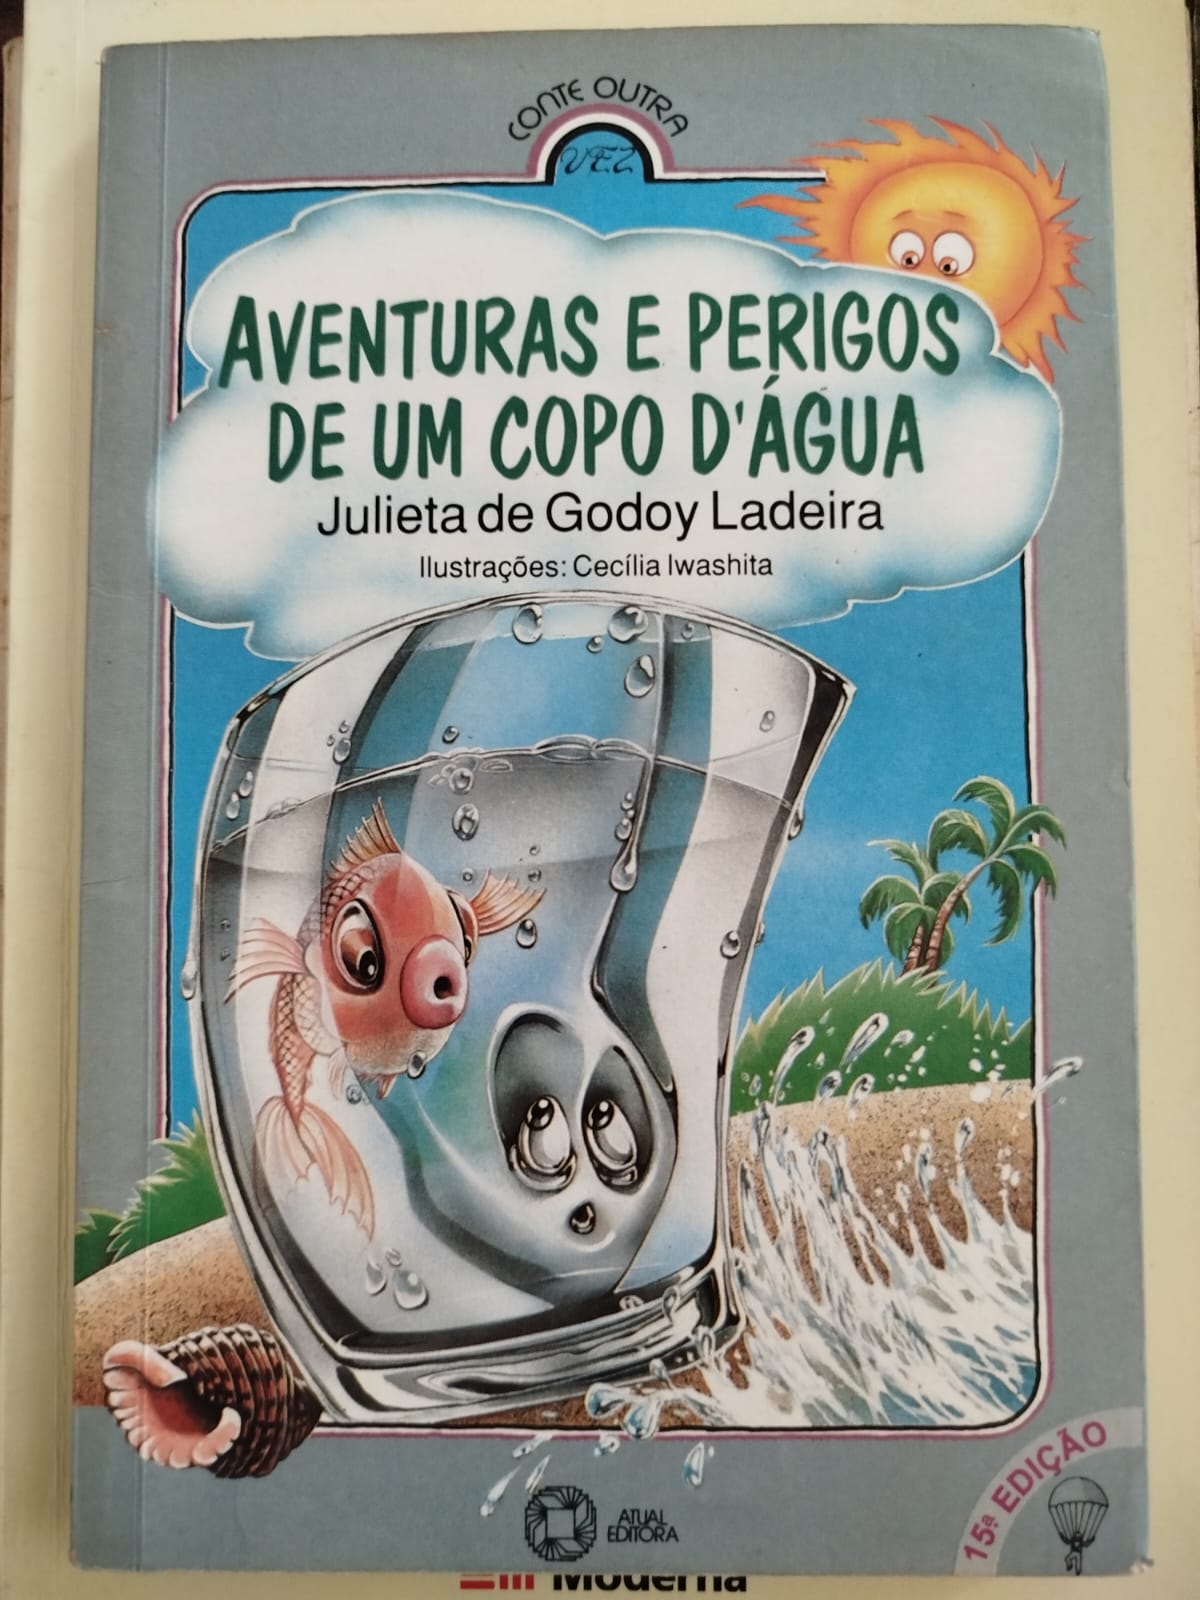 CONTE OUTRA
VEZ
AVENTURAS E PERIGOS
DE UM COPO D'ÁGUA
Julieta de Godoy Ladeira
Ilustrações: Cecília Iwashita
15ª EDIÇÃO
ATUAL
EDITORA
Moderna